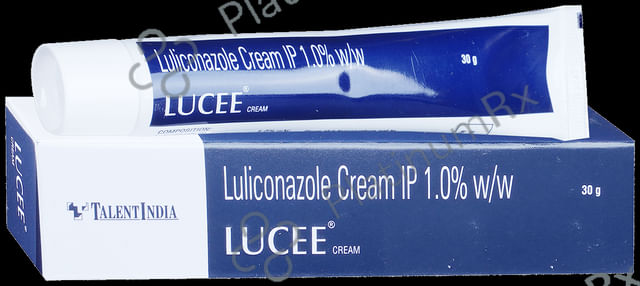 Luliconazole Cream IP 1.0% w/w
30 g
LUCEE® CREAM
COMPOSITION:
LUCEE®
CREAM
TALENTINDIA
Luliconazole Cream IP 1.0% w/w
30 g
LUCEE® CREAM
PlatinumRx